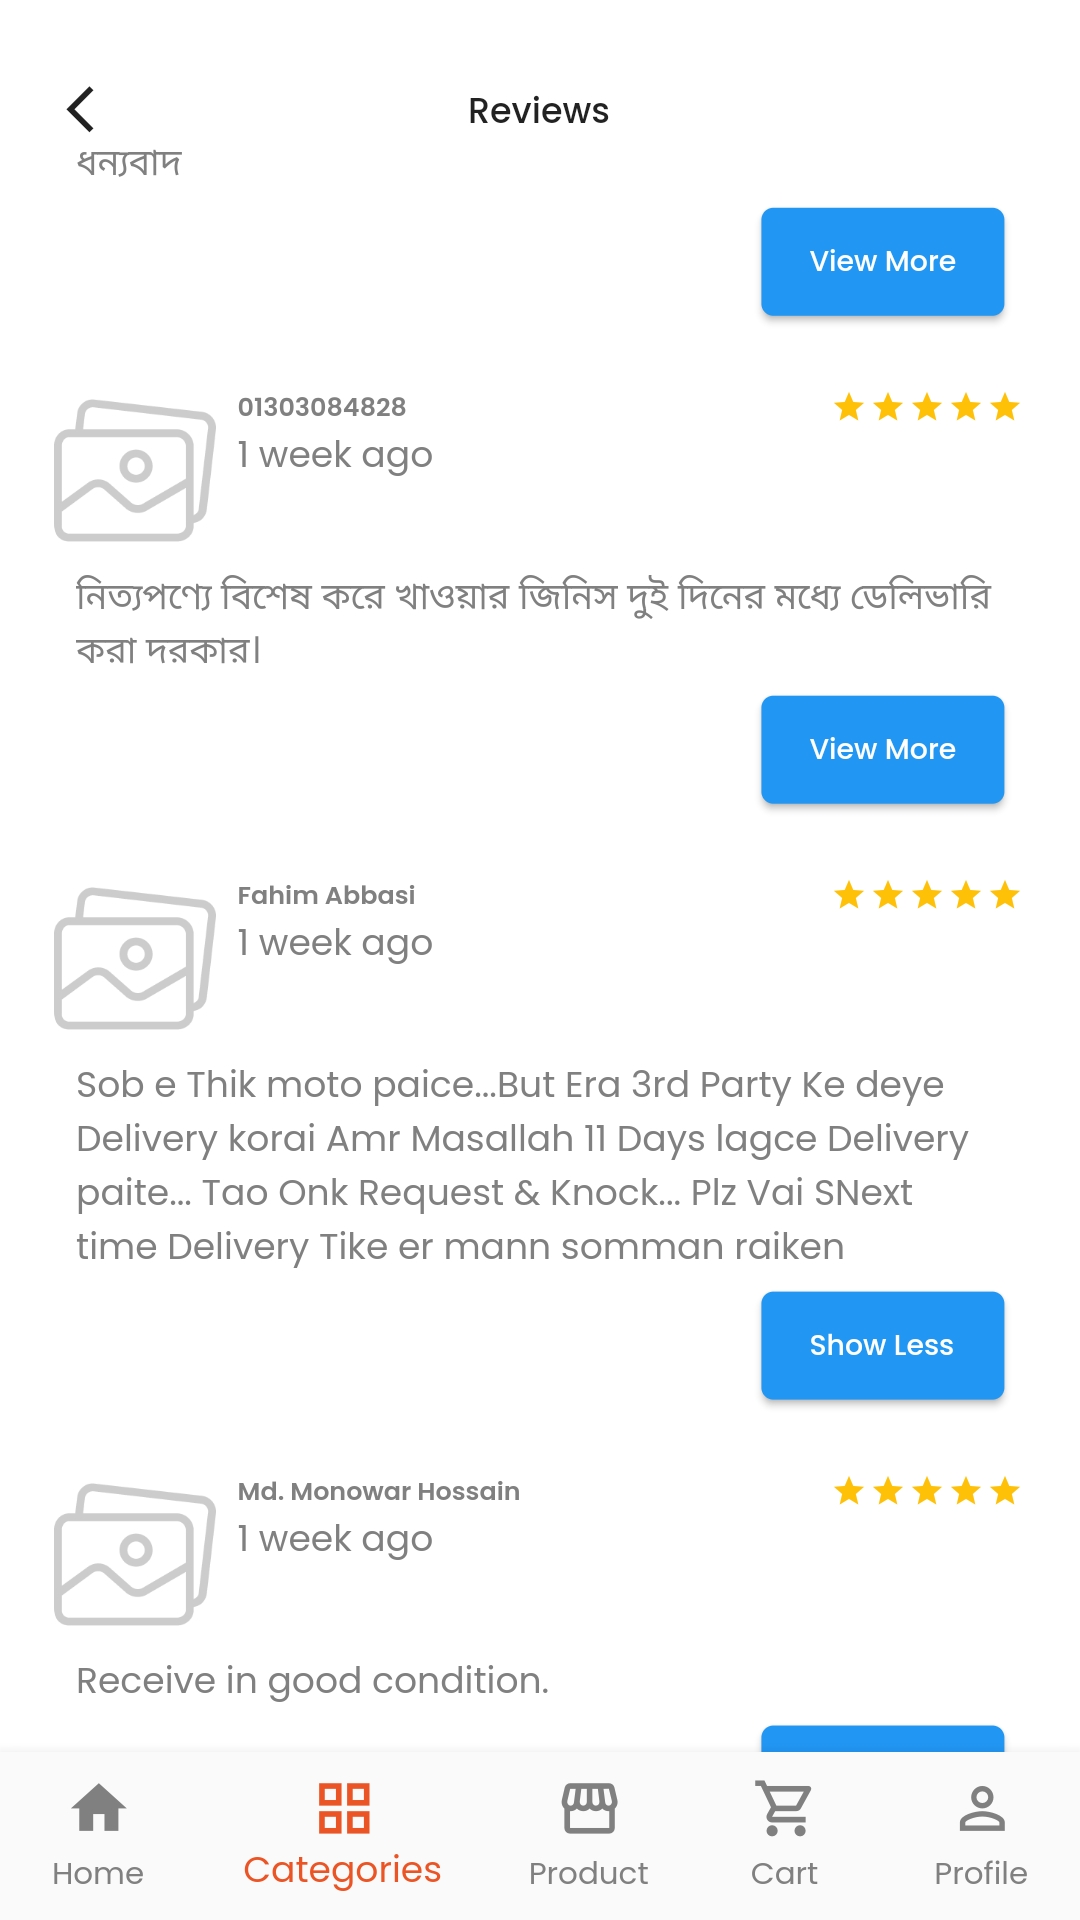 Reviews
ধন্যবাদ
View More
01303084828
1 week ago
নিত্যপণ্যে বিশেষ করে খাওয়ার জিনিস দুই দিনের মধ্যে ডেলিভারি
করা দরকার।
View More
Fahim Abbasi
1 week ago
Sob e Thik moto paice...But Era 3rd Party Ke deye
Delivery korai Amr Masallah 11 Days lagce Delivery
paite... Tao Onk Request & Knock... Plz Vai SNext
time Delivery Tike er mann somman raiken
Show Less
Md. Monowar Hossain
1 week ago
Receive in good condition.
Home
Categories
Product
Cart
Profile